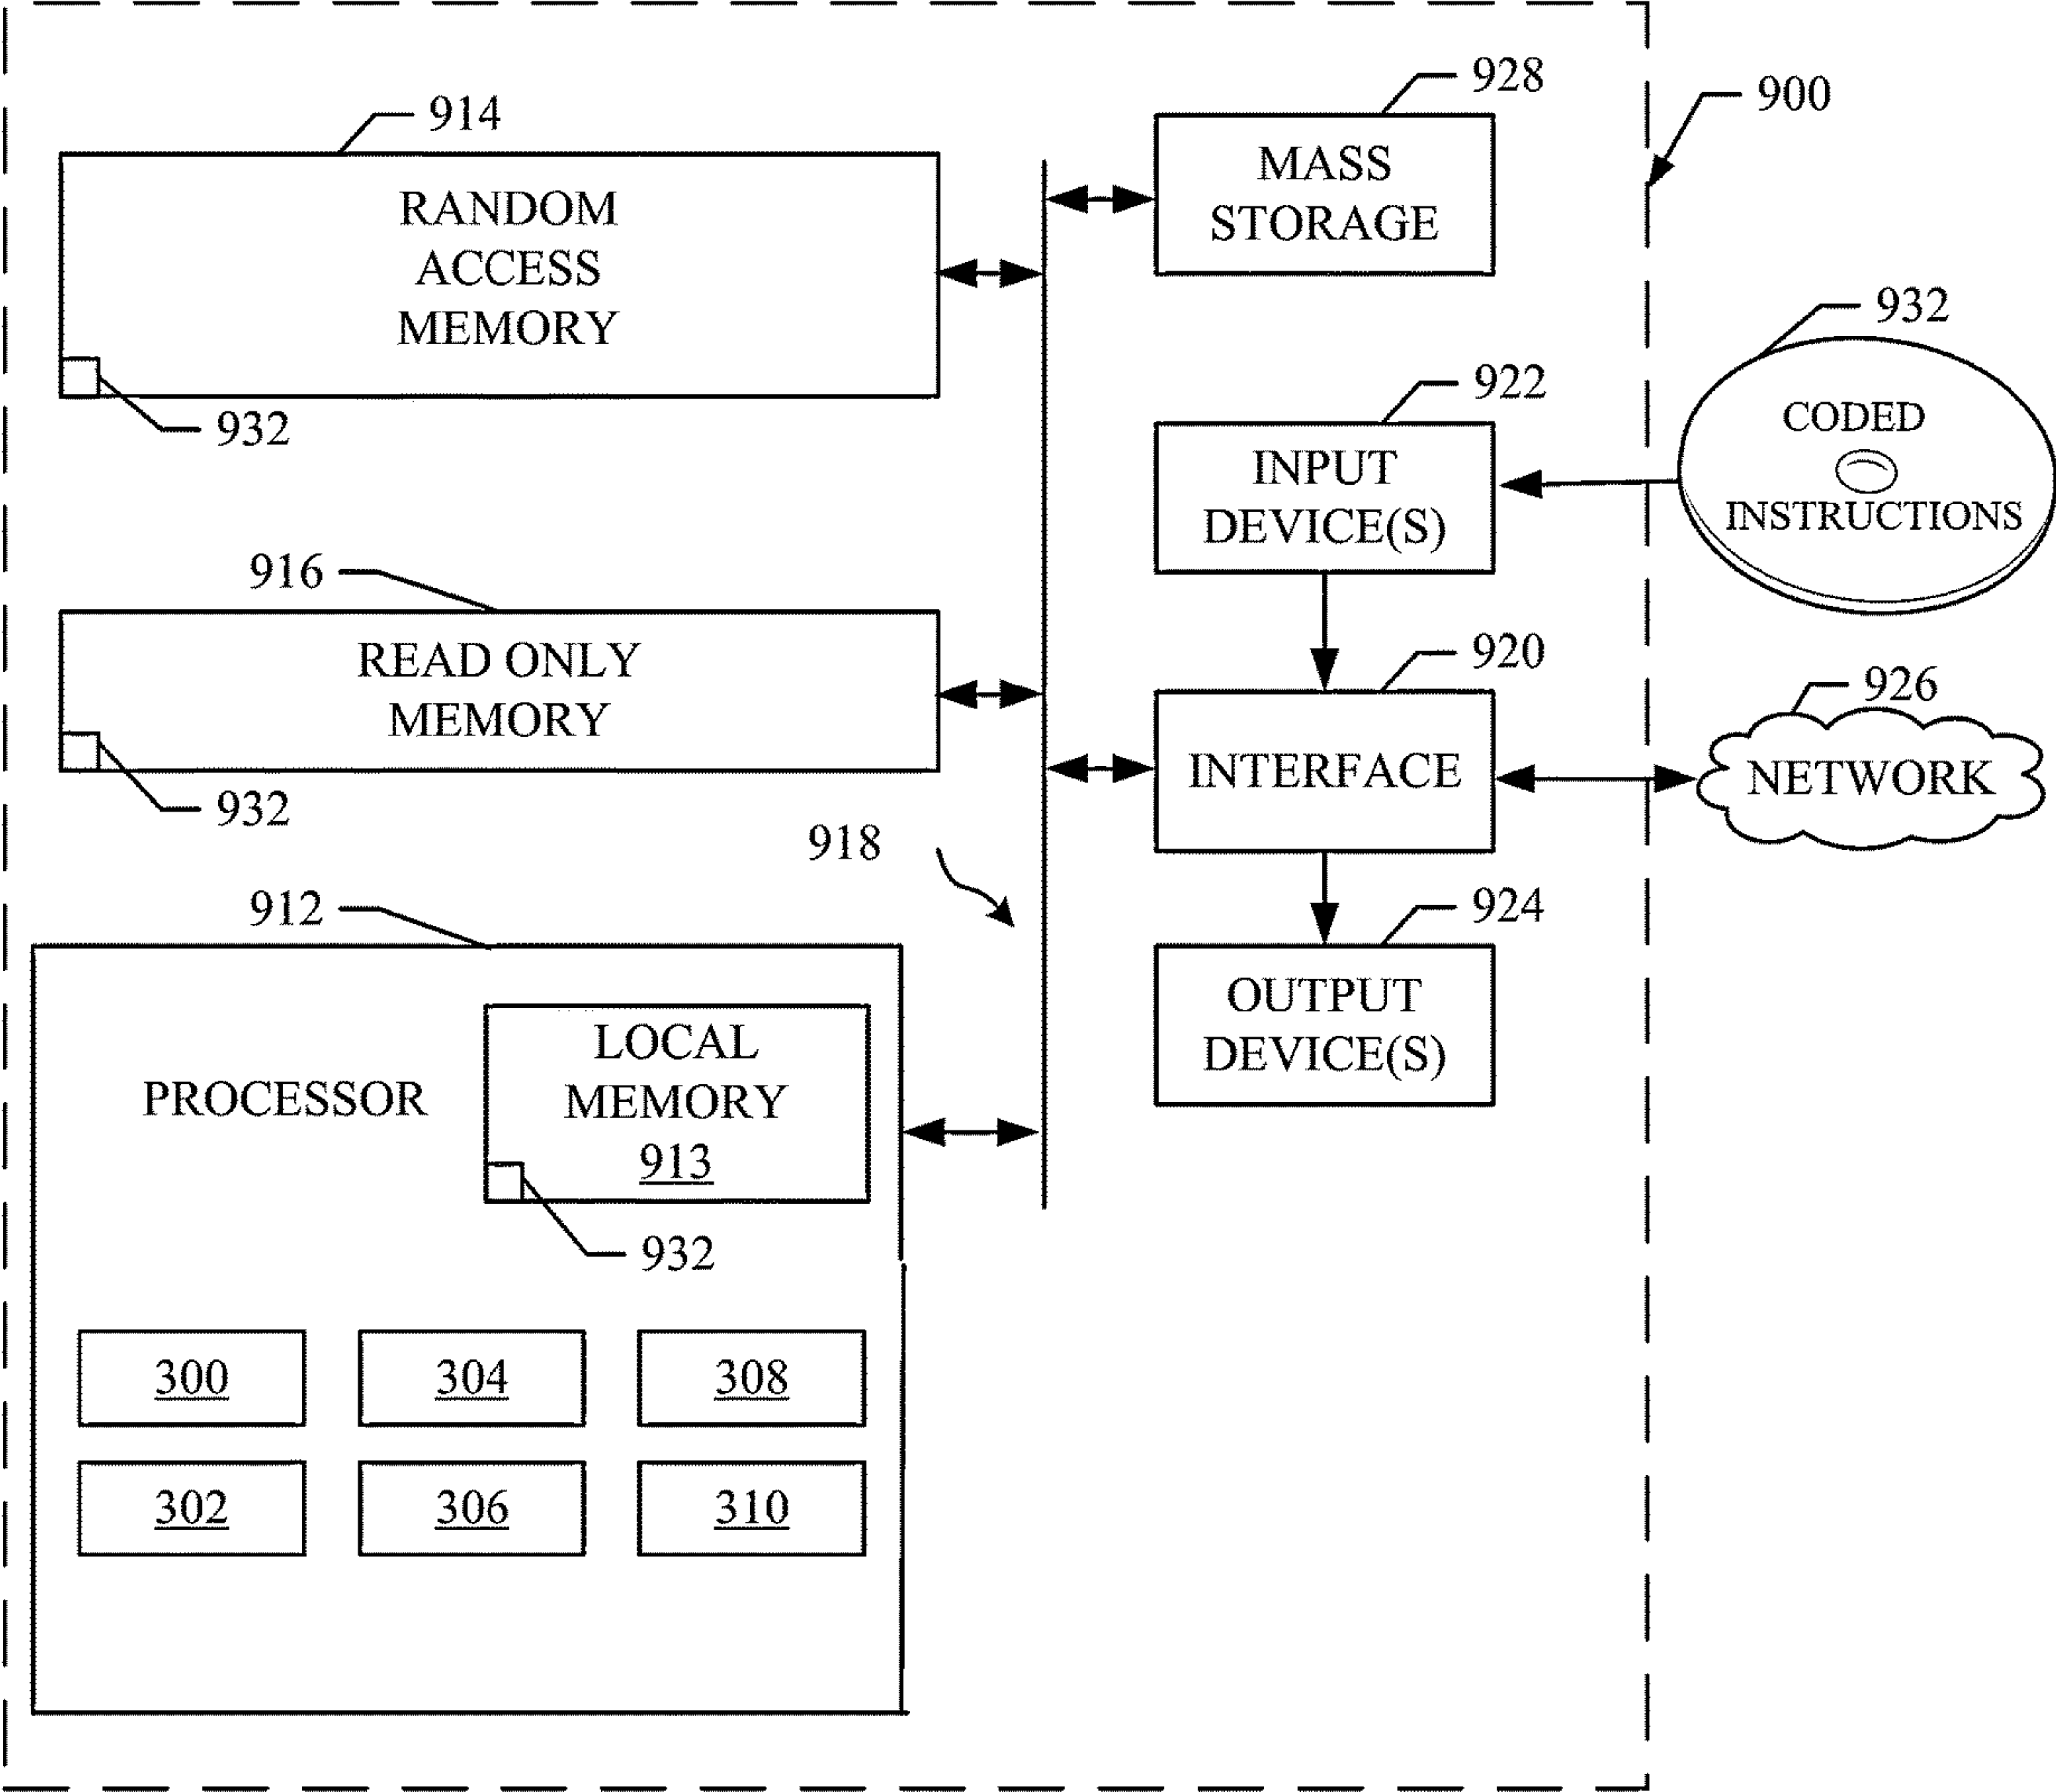 928
900
914
MASS
STORAGE
RANDOM
ACCESS
MEMORY
932
932
922
CODED
INSTRUCTIONS
INPUT
DEVICE(S)
916
READ ONLY
MEMORY
932
920
926
INTERFACE
NETWORK
918
912
924
OUTPUT
DEVICE(S)
PROCESSOR
LOCAL
MEMORY
913
932
300
304
308
302
306
310